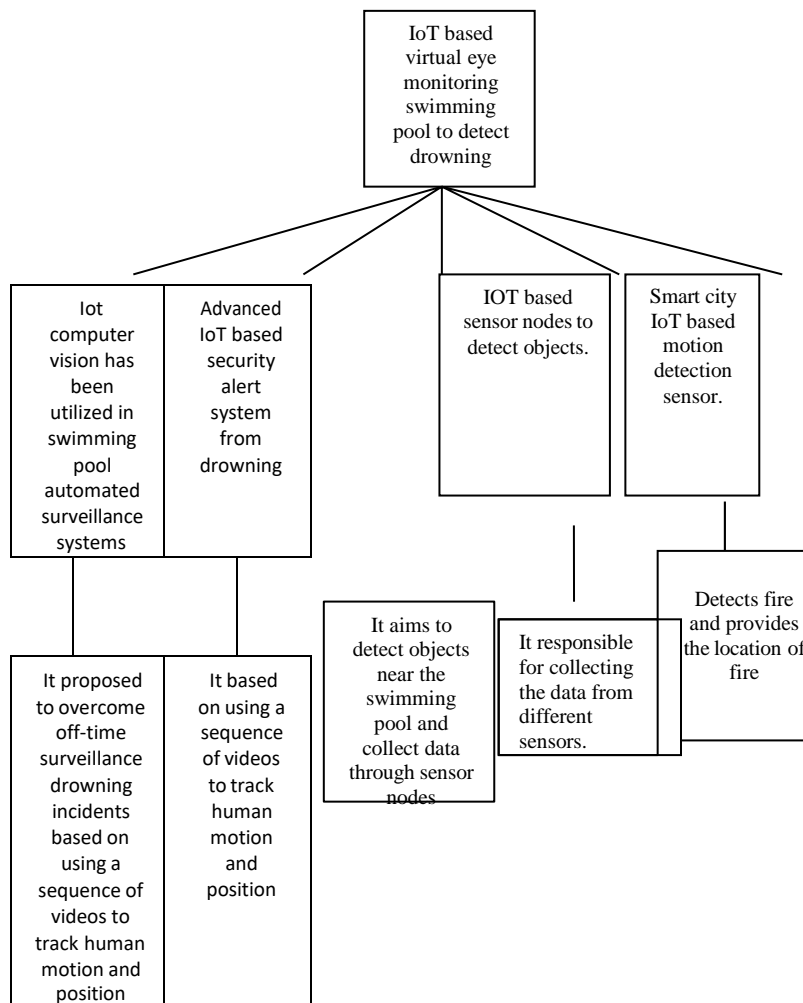 IoT based
virtual eye
monitoring
swimming
pool to detect
drowning
Iot
computer
vision has
been
utilized in
swimming
pool
automated
surveillance
systems
Advanced
IoT based
security
alert
system
from
drowning
IOT based
sensor nodes to
detect objects.
Smart city
IoT based
motion
detection
sensor.
It proposed
to overcome
off-time
surveillance
drowning
incidents
based on
using a
sequence of
videos to
track human
motion and
position
It based
on using a
sequence
of videos
to track
human
motion
and
position
It aims to
detect objects
near the
swimming
pool and
collect data
through sensor
nodes
It responsible
for collecting
the data from
different
sensors.
Detects fire
and provides
the location of
fire